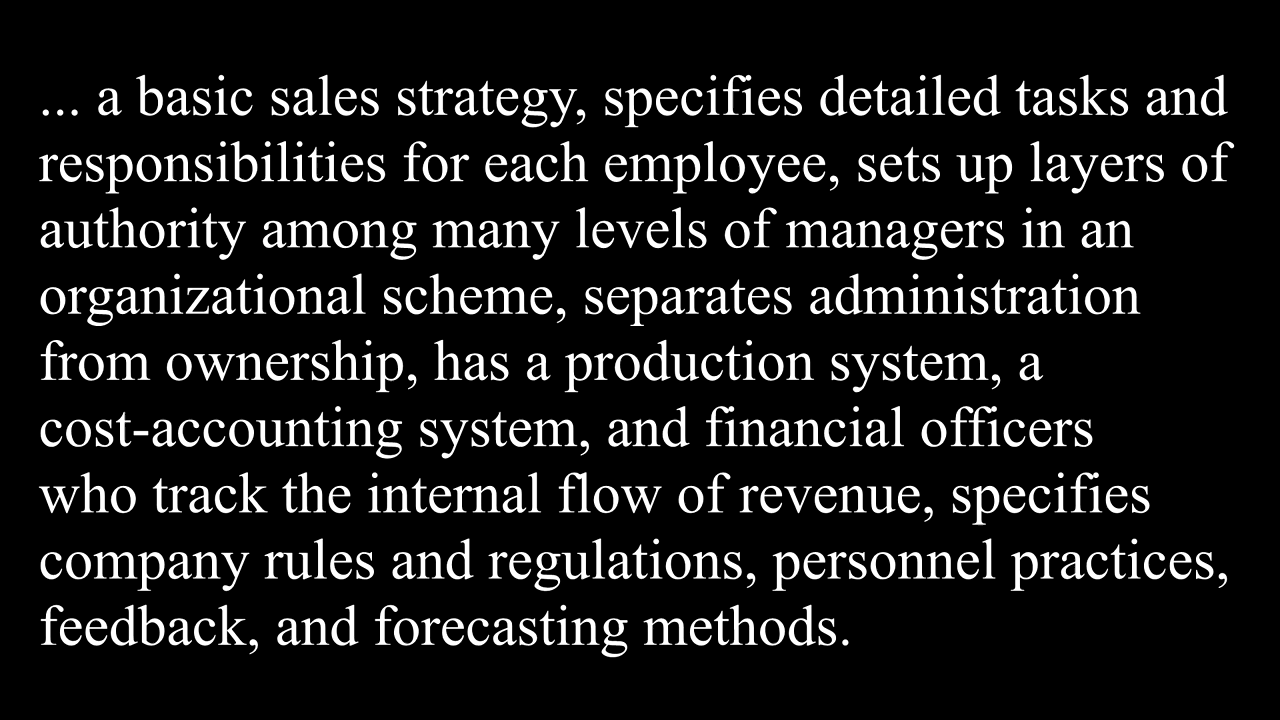 ... a basic sales strategy, specifies detailed tasks and
responsibilities for each employee, sets up layers of
authority among many levels of managers in an
organizational scheme, separates administration
from ownership, has a production system, a
cost-accounting system, and financial officers
who track the internal flow of revenue, specifies
company rules and regulations, personnel practices,
feedback, and forecasting methods.